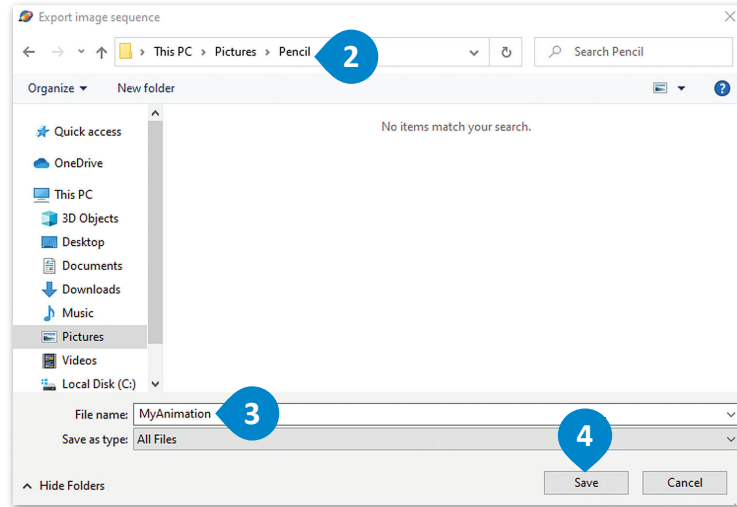 Export image sequence
This PC > Pictures > Pencil
2
Search Pencil
Organize
New folder
?
Quick access
No items match your search.
OneDrive
This PC
3D Objects
Desktop
Documents
Downloads
Music
Pictures
Videos
Local Disk (C:)
File name: MyAnimation
3
Save as type: All Files
4
Hide Folders
Save
Cancel